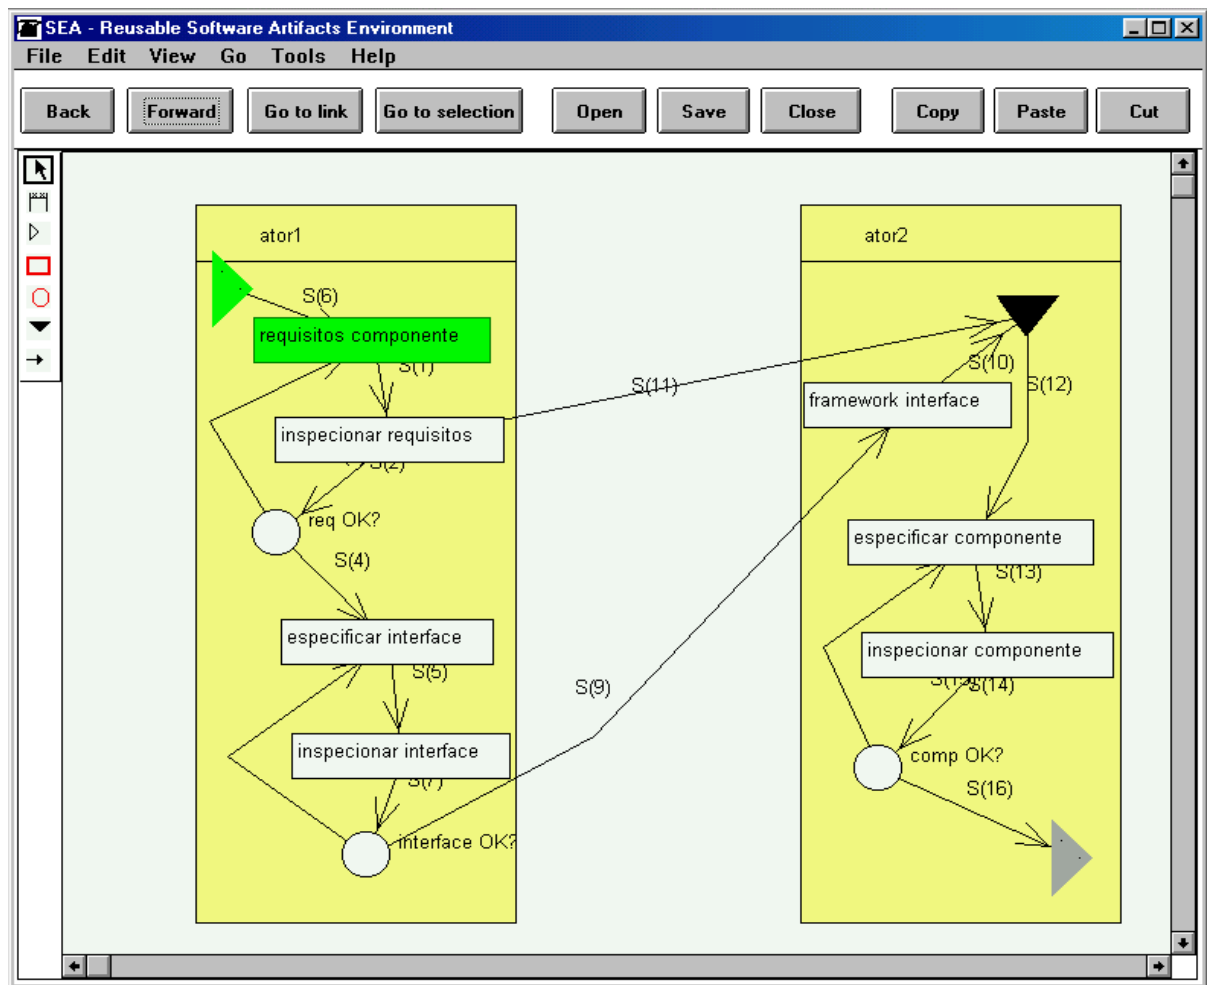 SEA - Reusable Software Artifacts Environment
File Edit View Go Tools Help
Back Forward Go to link Go to selection Open Save Close Copy Paste Cut
ator1
ator2
S(6)
requisitos componente
S(1)
S(11)
S(10)
S(12)
framework interface
inspecionar requisitos
S(2)
req OK?
S(4)
especificar componente
S(13)
especificar interface
S(5)
inspecionar componente
S(14)
S(9)
inspecionar interface
S(7)
comp OK?
S(16)
interface OK?